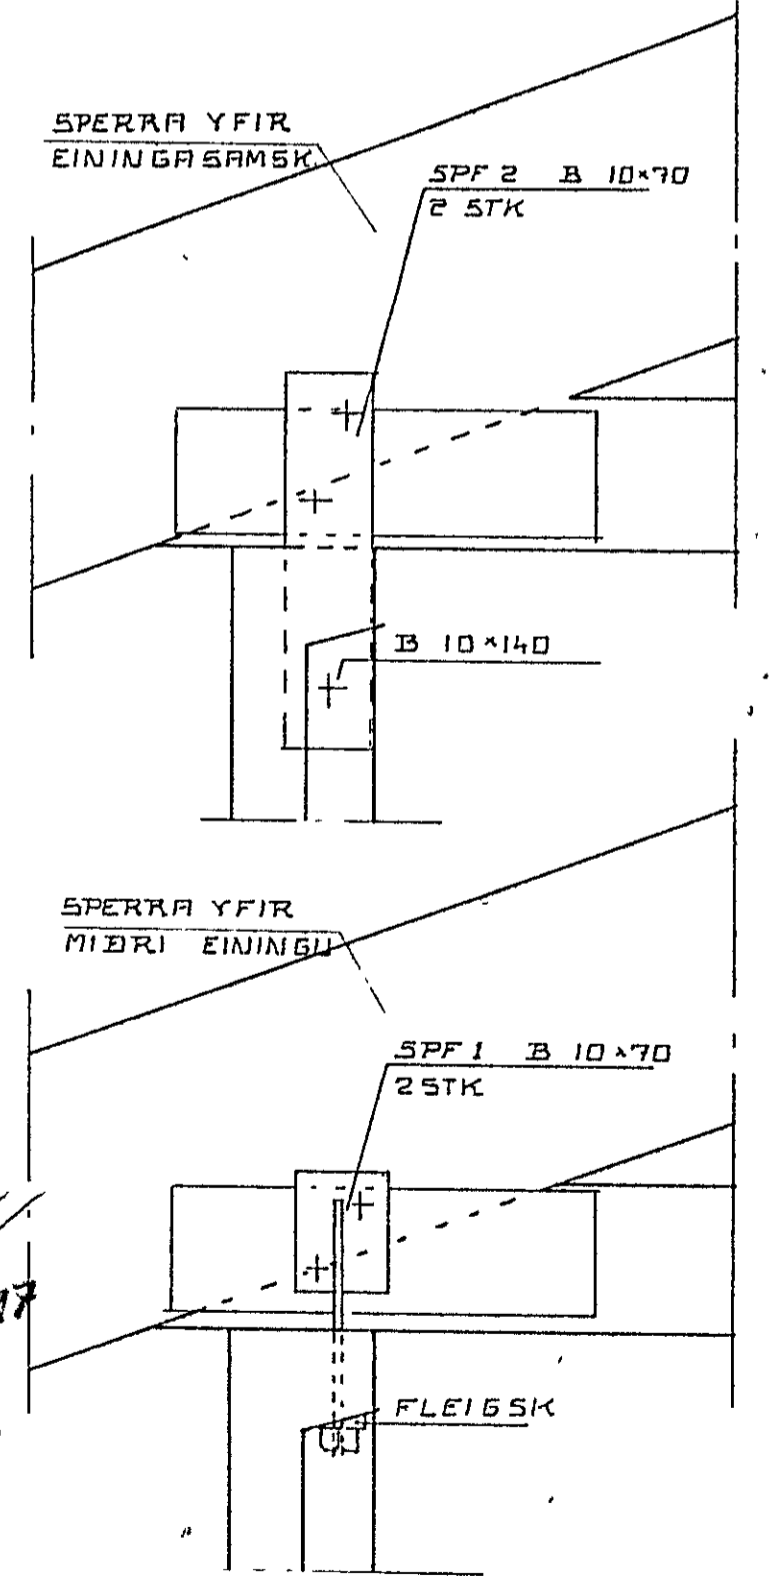 SPERRA YFIR
EININGASAMSK
SPF 2 B 10×70
2 STK
B 10×140
SPERRA YFIR
MIÐRI EININGU
SPF 1 B 10×70
2 STK
FLEIGSK